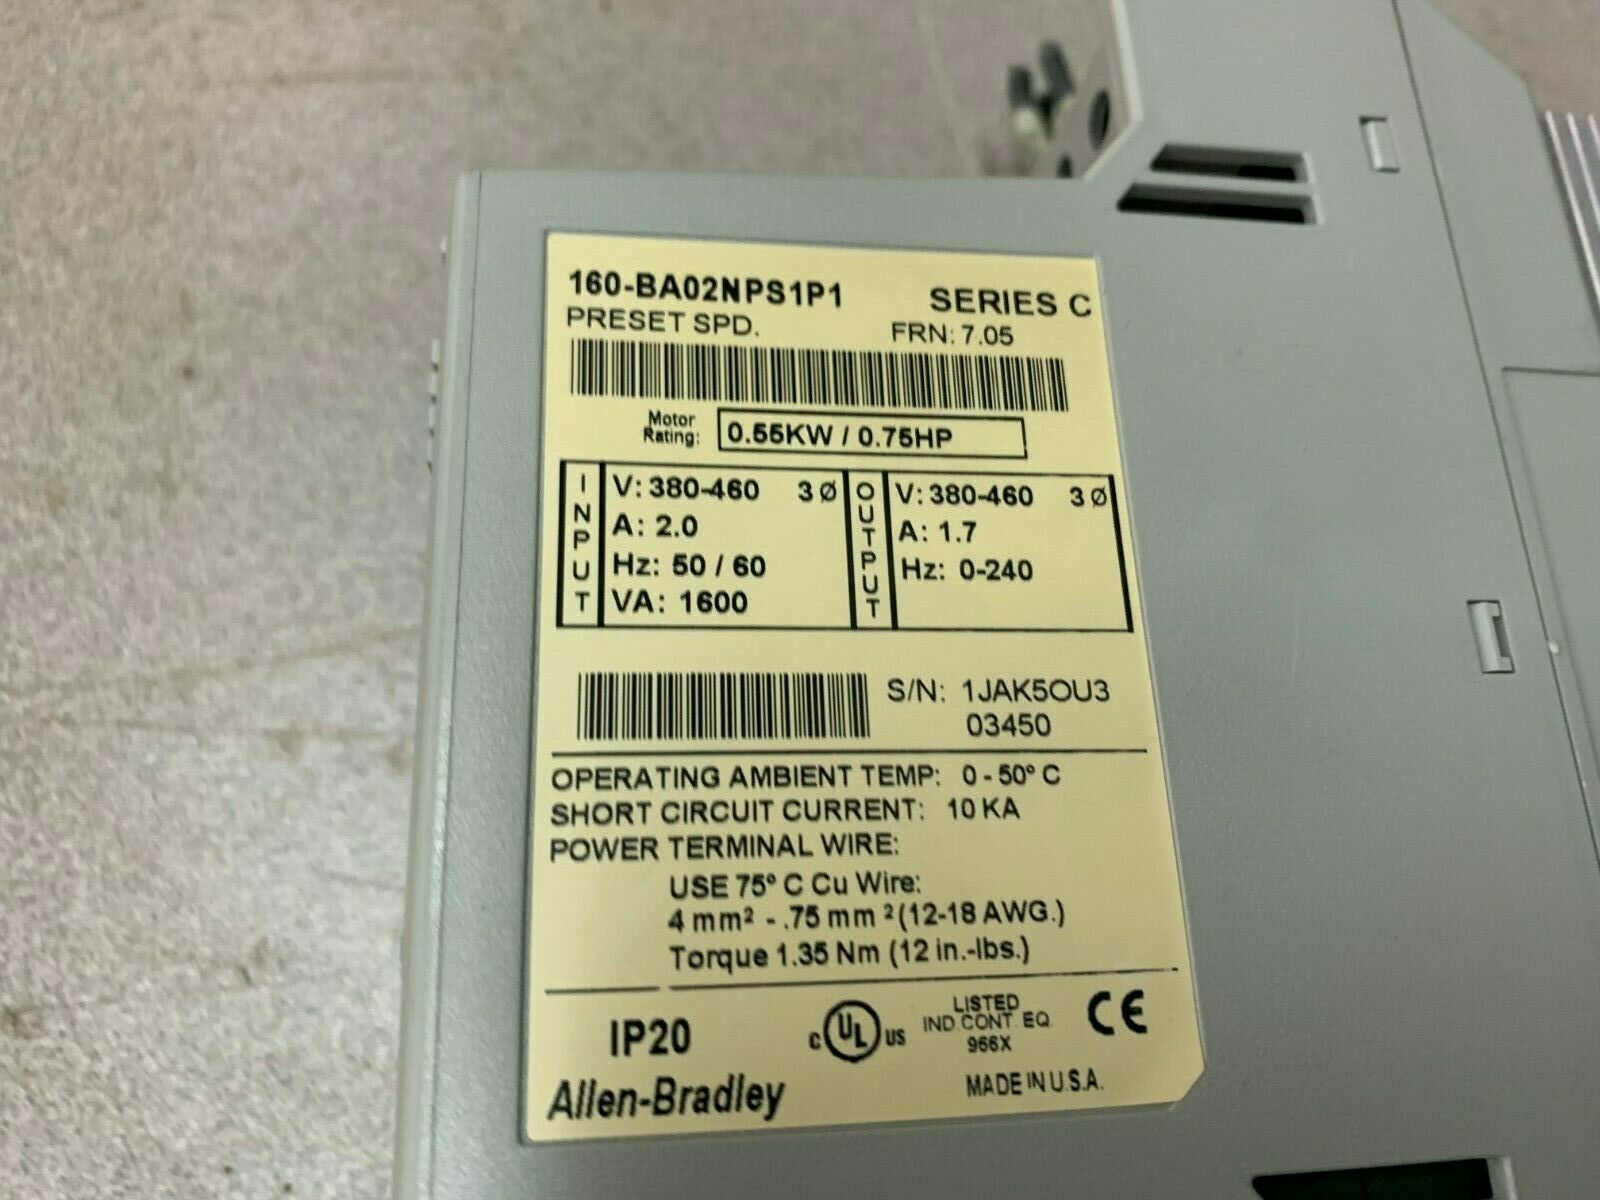 160-BA02NPS1P1 SERIES C
PRESET SPD. FRN: 7.05
Motor Rating: 0.55KW / 0.75HP
INPUT
V: 380-460 3 Ø
A: 2.0
Hz: 50 / 60
VA: 1600
OUTPUT
V: 380-460 3 Ø
A: 1.7
Hz: 0-240
S/N: 1JAK5OU3
03450
OPERATING AMBIENT TEMP: 0 - 50° C
SHORT CIRCUIT CURRENT: 10 KA
POWER TERMINAL WIRE:
USE 75° C Cu Wire:
4 mm² - .75 mm ² (12-18 AWG.)
Torque 1.35 Nm (12 in.-lbs.)
IP20
C UL US
LISTED
IND. CONT. EQ.
966X
CE
Allen-Bradley
MADE IN U.S.A.